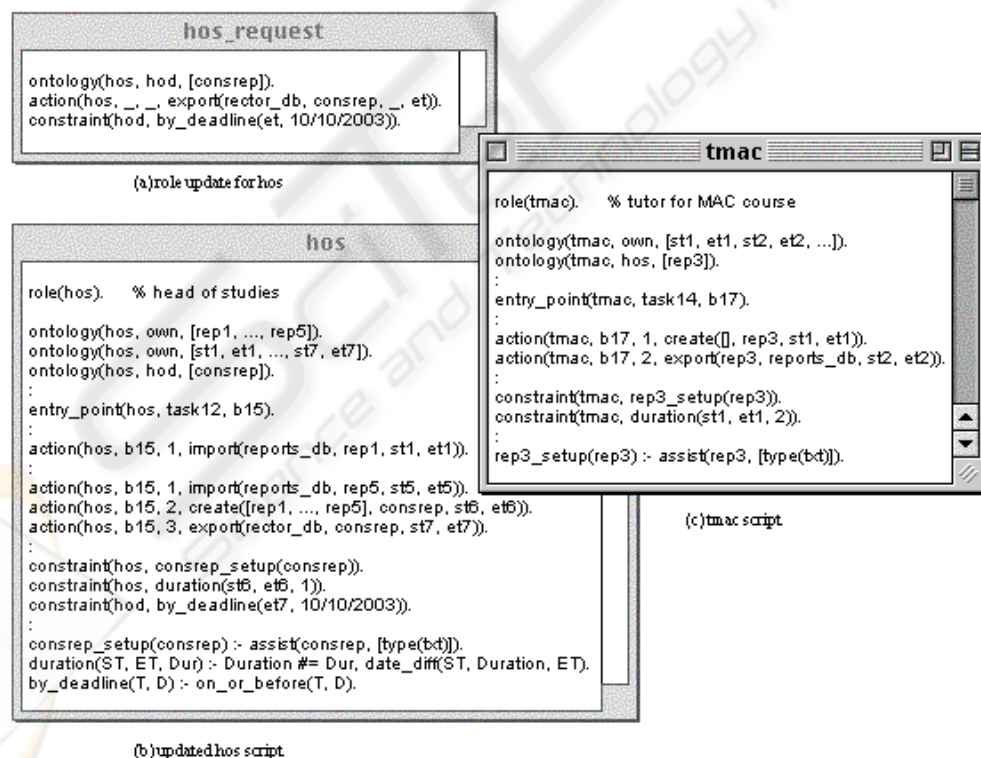 hos_request
ontology(hos, hod, [consrep]).
action(hos, _, _, export(rector_db, consrep, _, et)).
constraint(hod, by_deadline(et, 10/10/2003)).
(a)role update for hos
hos
role(hos).    % head of studies
ontology(hos, own, [rep1, ..., rep5]).
ontology(hos, own, [st1, et1, ..., st7, et7]).
ontology(hos, hod, [consrep]).
:
entry_point(hos, task12, b15).
:
action(hos, b15, 1, import(reports_db, rep1, st1, et1)).
:
action(hos, b15, 1, import(reports_db, rep5, st5, et5)).
action(hos, b15, 2, create([rep1, ..., rep5], consrep, st6, et6)).
action(hos, b15, 3, export(rector_db, consrep, st7, et7)).
:
constraint(hos, consrep_setup(consrep)).
constraint(hos, duration(st6, et6, 1)).
constraint(hod, by_deadline(et7, 10/10/2003)).
:
consrep_setup(consrep) :- assist(consrep, [type(txt)]).
duration(ST, ET, Dur) :- Duration #= Dur, date_diff(ST, Duration, ET).
by_deadline(T, D) :- on_or_before(T, D).
(b)updated hos script
tmac
role(tmac).    % tutor for MAC course
ontology(tmac, own, [st1, et1, st2, et2, ...]).
ontology(tmac, hos, [rep3]).
:
entry_point(tmac, task14, b17).
:
action(tmac, b17, 1, create([], rep3, st1, et1)).
action(tmac, b17, 2, export(rep3, reports_db, st2, et2)).
:
constraint(tmac, rep3_setup(rep3)).
constraint(tmac, duration(st1, et1, 2)).
:
rep3_setup(rep3) :- assist(rep3, [type(txt)]).
(c)tmac script